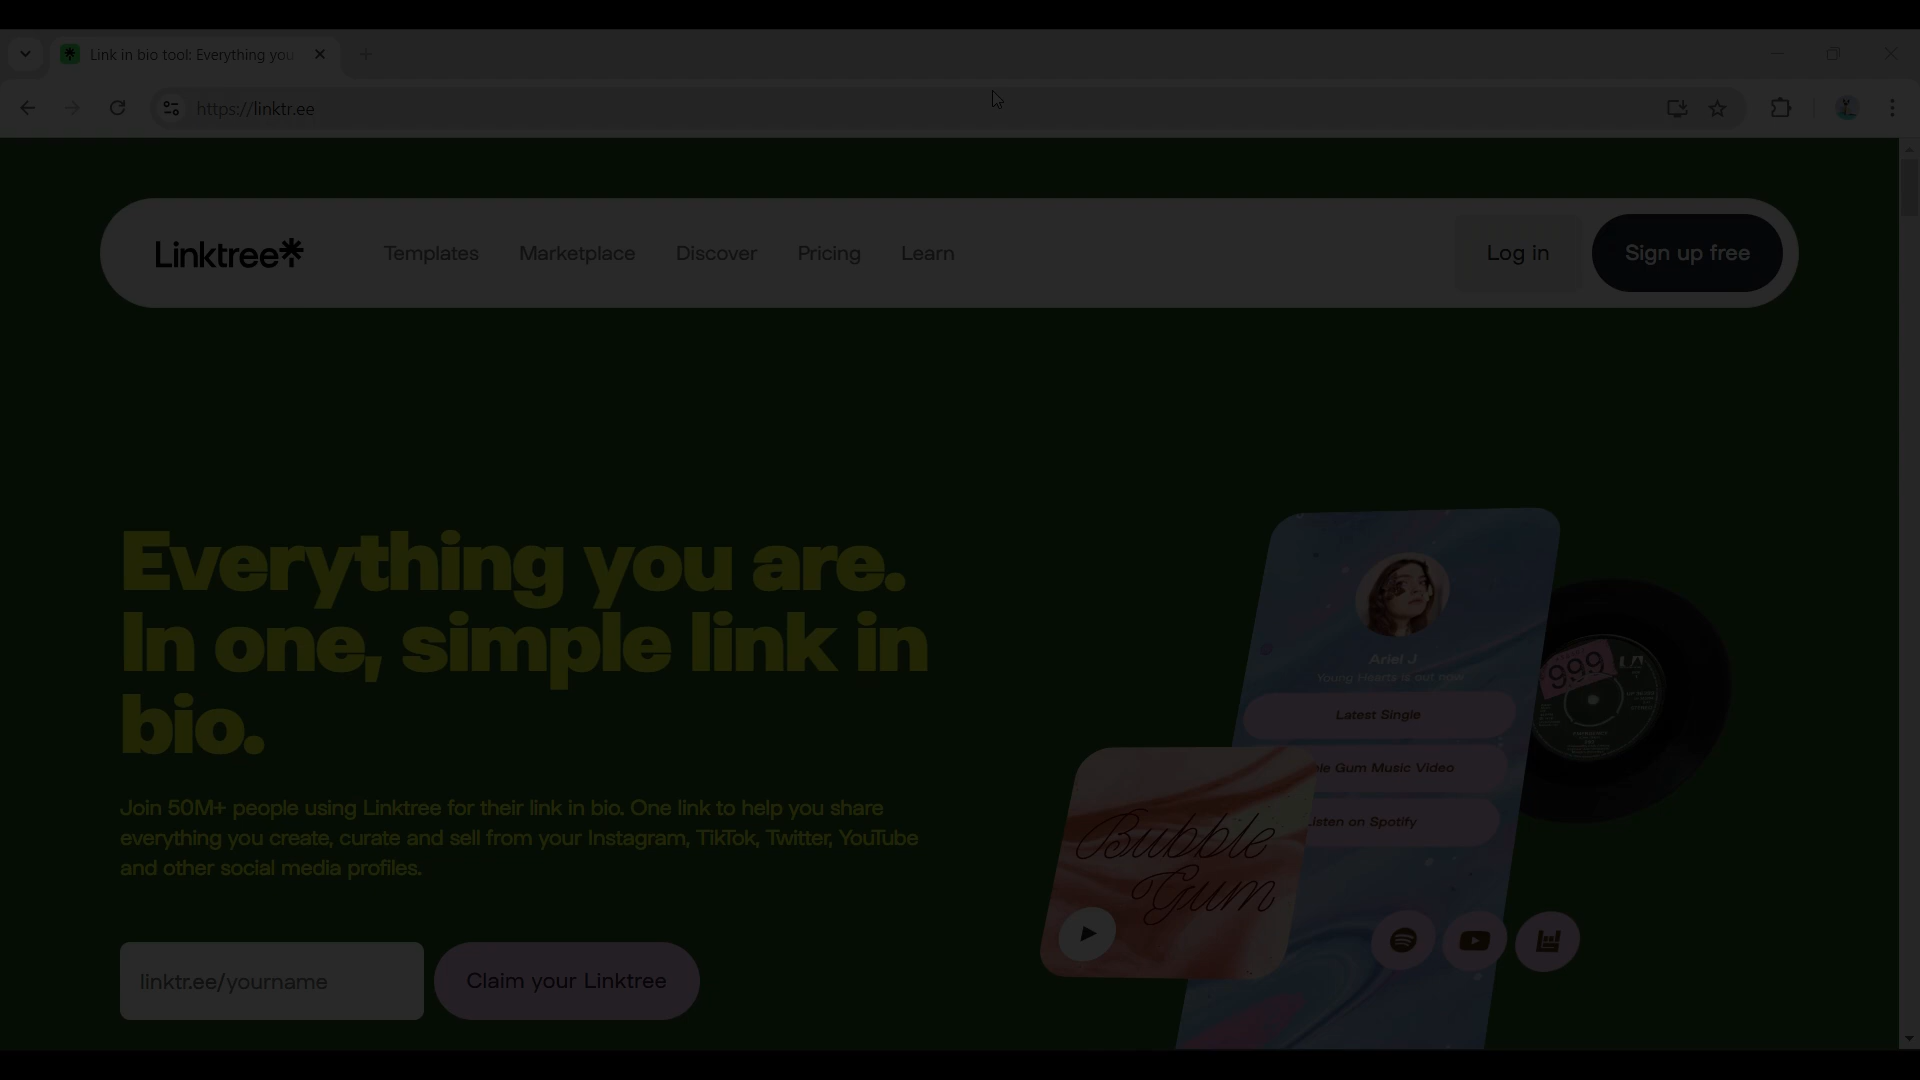 Link in bio tool: Everything you
https://linktr.ee
Linktree
Templates
Marketplace
Discover
Pricing
Learn
Log in
Sign up free
Everything you are.
In one, simple link in
bio.
Join 50M+ people using Linktree for their link in bio. One link to help you share
everything you create, curate and sell from your Instagram, TikTok, Twitter, YouTube
and other social media profiles.
linktr.ee/yourname
Claim your Linktree
Ariel J
Young Hearts is out now
Latest Single
Gum Music Video
Listen on Spotify
Bubble
Gum
999